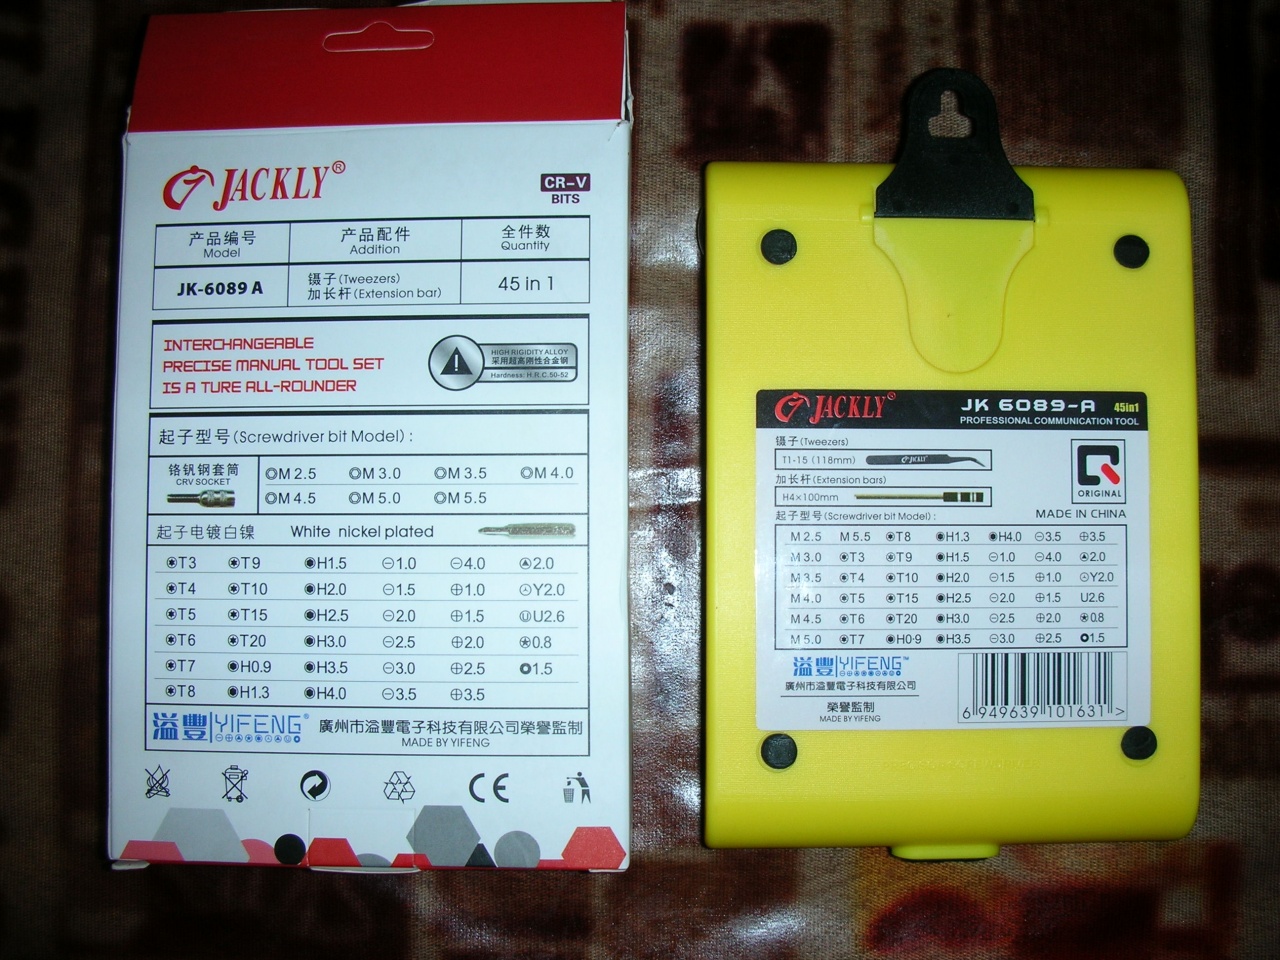 JACKLY®
CR-V
BITS
产品编号 产品配件 全件数
Model Addition Quantity
JK-6089 A 镊子(Tweezers) 45 in 1
加长杆(Extension bar)
INTERCHANGEABLE
PRECISE MANUAL TOOL SET
IS A TURE ALL-ROUNDER
HIGH RIGIDITY ALLOY
采用超高刚性合金钢
Hardness: H.R.C.50-52
起子型号(Screwdriver bit Model) :
铬钒钢套筒
CRV SOCKET
M 2.5 M 3.0 M 3.5 M 4.0
M 4.5 M 5.0 M 5.5
起子电镀白镍 White nickel plated
T3 T9 H1.5 1.0 4.0 2.0
T4 T10 H2.0 1.5 1.0 Y2.0
T5 T15 H2.5 2.0 1.5 U2.6
T6 T20 H3.0 2.5 2.0 0.8
T7 H0.9 H3.5 3.0 2.5 1.5
T8 H1.3 H4.0 3.5 3.5
溢豐 YIFENG® 廣州市溢豐電子科技有限公司榮譽監制
MADE BY YIFENG
CE
JACKLY® JK 6089-A 45in1
PROFESSIONAL COMMUNICATION TOOL
镊子(Tweezers)
T1-15 (118mm) JACKLY
加长杆(Extension bars)
H4×100mm
ORIGINAL
起子型号(Screwdriver bit Model) : MADE IN CHINA
M 2.5 M 5.5 T8 H1.3 H4.0 3.5 3.5
M 3.0 T3 T9 H1.5 1.0 4.0 2.0
M 3.5 T4 T10 H2.0 1.5 1.0 Y2.0
M 4.0 T5 T15 H2.5 2.0 1.5 U2.6
M 4.5 T6 T20 H3.0 2.5 2.0 0.8
M 5.0 T7 H0·9 H3.5 3.0 2.5 1.5
溢豐 YIFENG™
廣州市溢豐電子科技有限公司
榮譽監制
MADE BY YIFENG
6 949639 101631 >